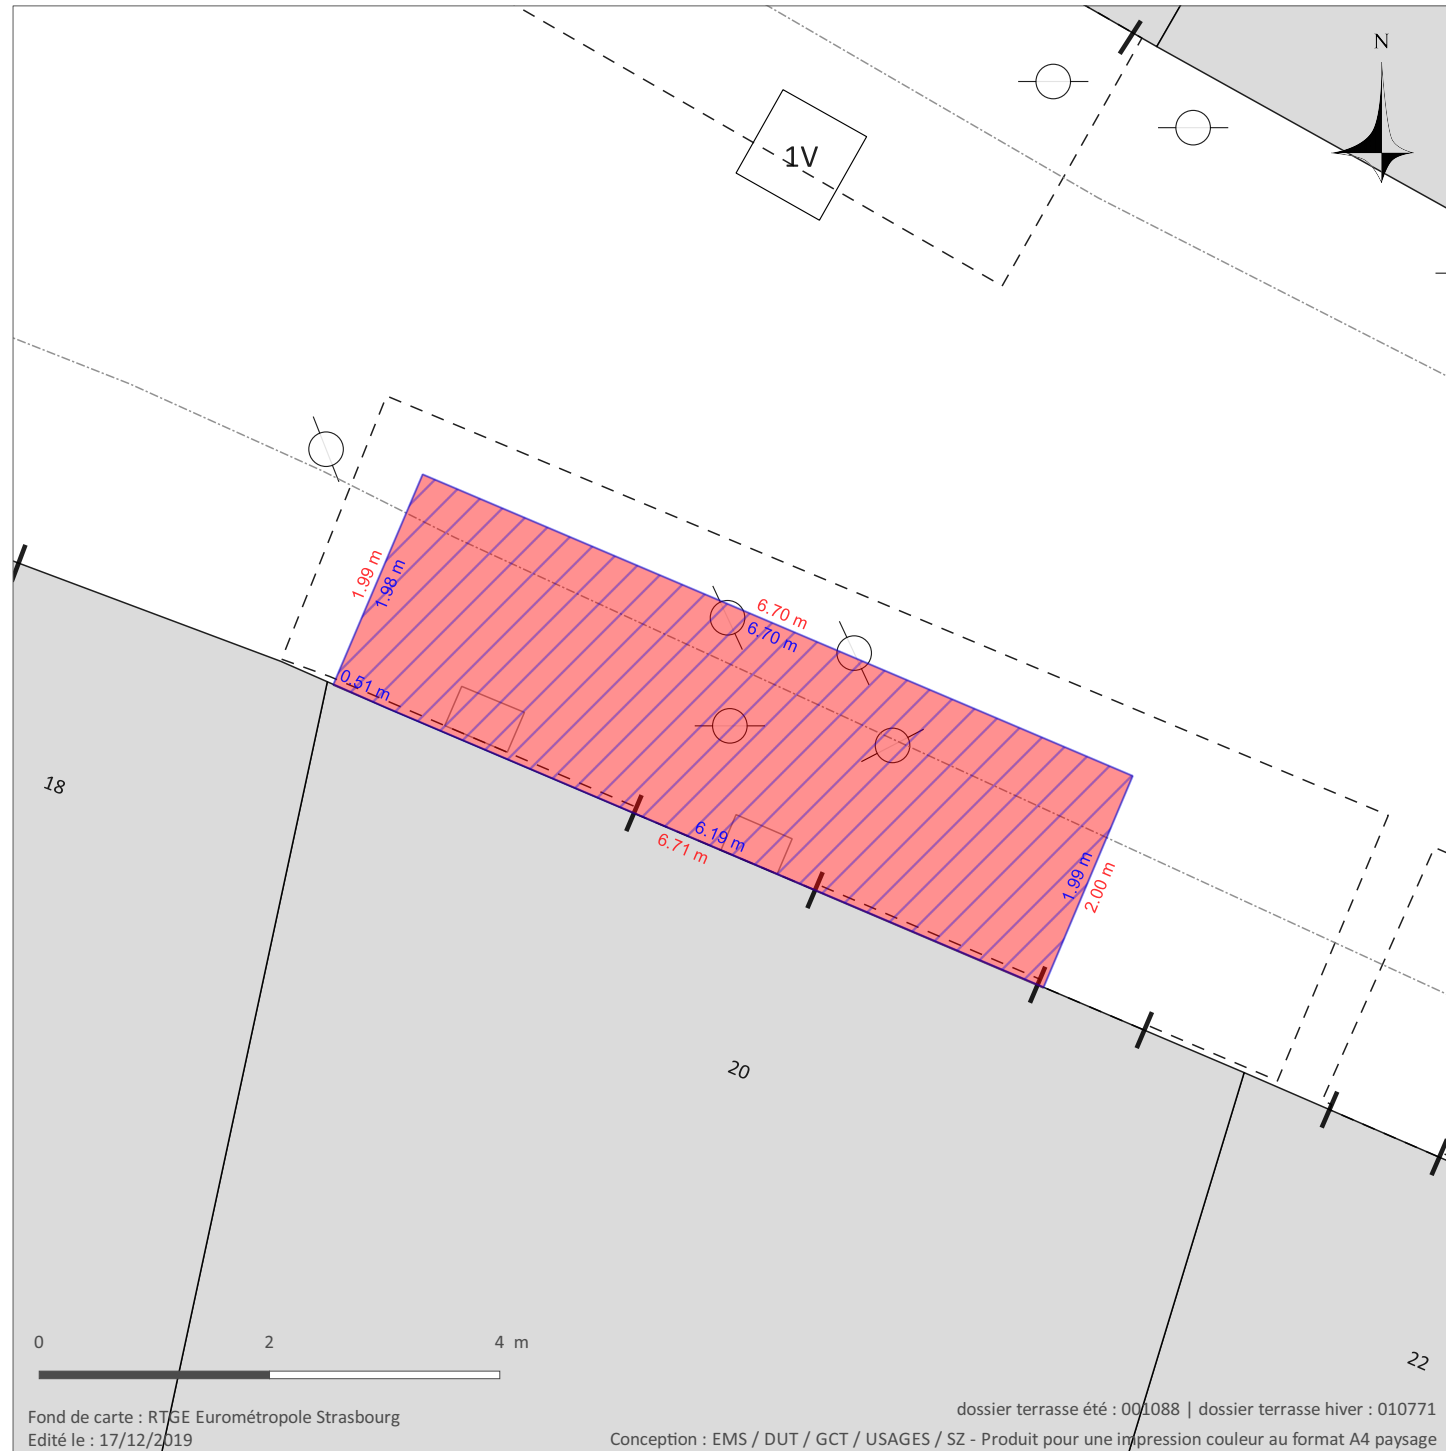 N
1V
1.99 m
1.98 m
6.70 m
6.70 m
0.51 m
18
6.19 m
6.71 m
1.99 m
2.00 m
20
0 2 4 m
22
Fond de carte : RTGE Eurométropole Strasbourg
Edité le : 17/12/2019
dossier terrasse été : 001088 | dossier terrasse hiver : 010771
Conception : EMS / DUT / GCT / USAGES / SZ - Produit pour une impression couleur au format A4 paysage